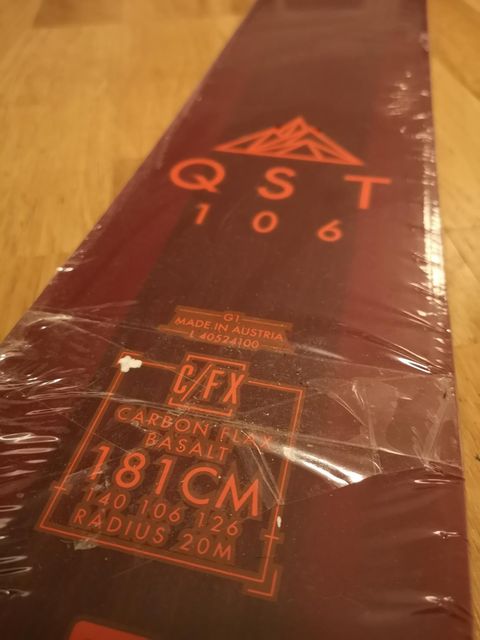 QST
106
G1
MADE IN AUSTRIA
L 40524100
C/FX
CARBON FLAX
BASALT
181CM
140 106 126
RADIUS 20M